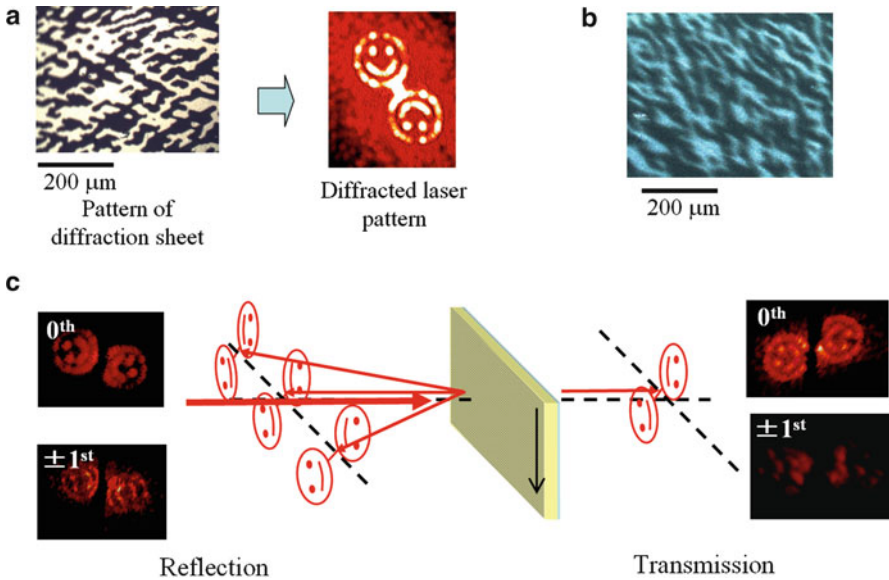 a
200 μm
Pattern of
diffraction sheet
Diffracted laser
pattern
b
200 μm
c
0th
±1st
Reflection
0th
±1st
Transmission